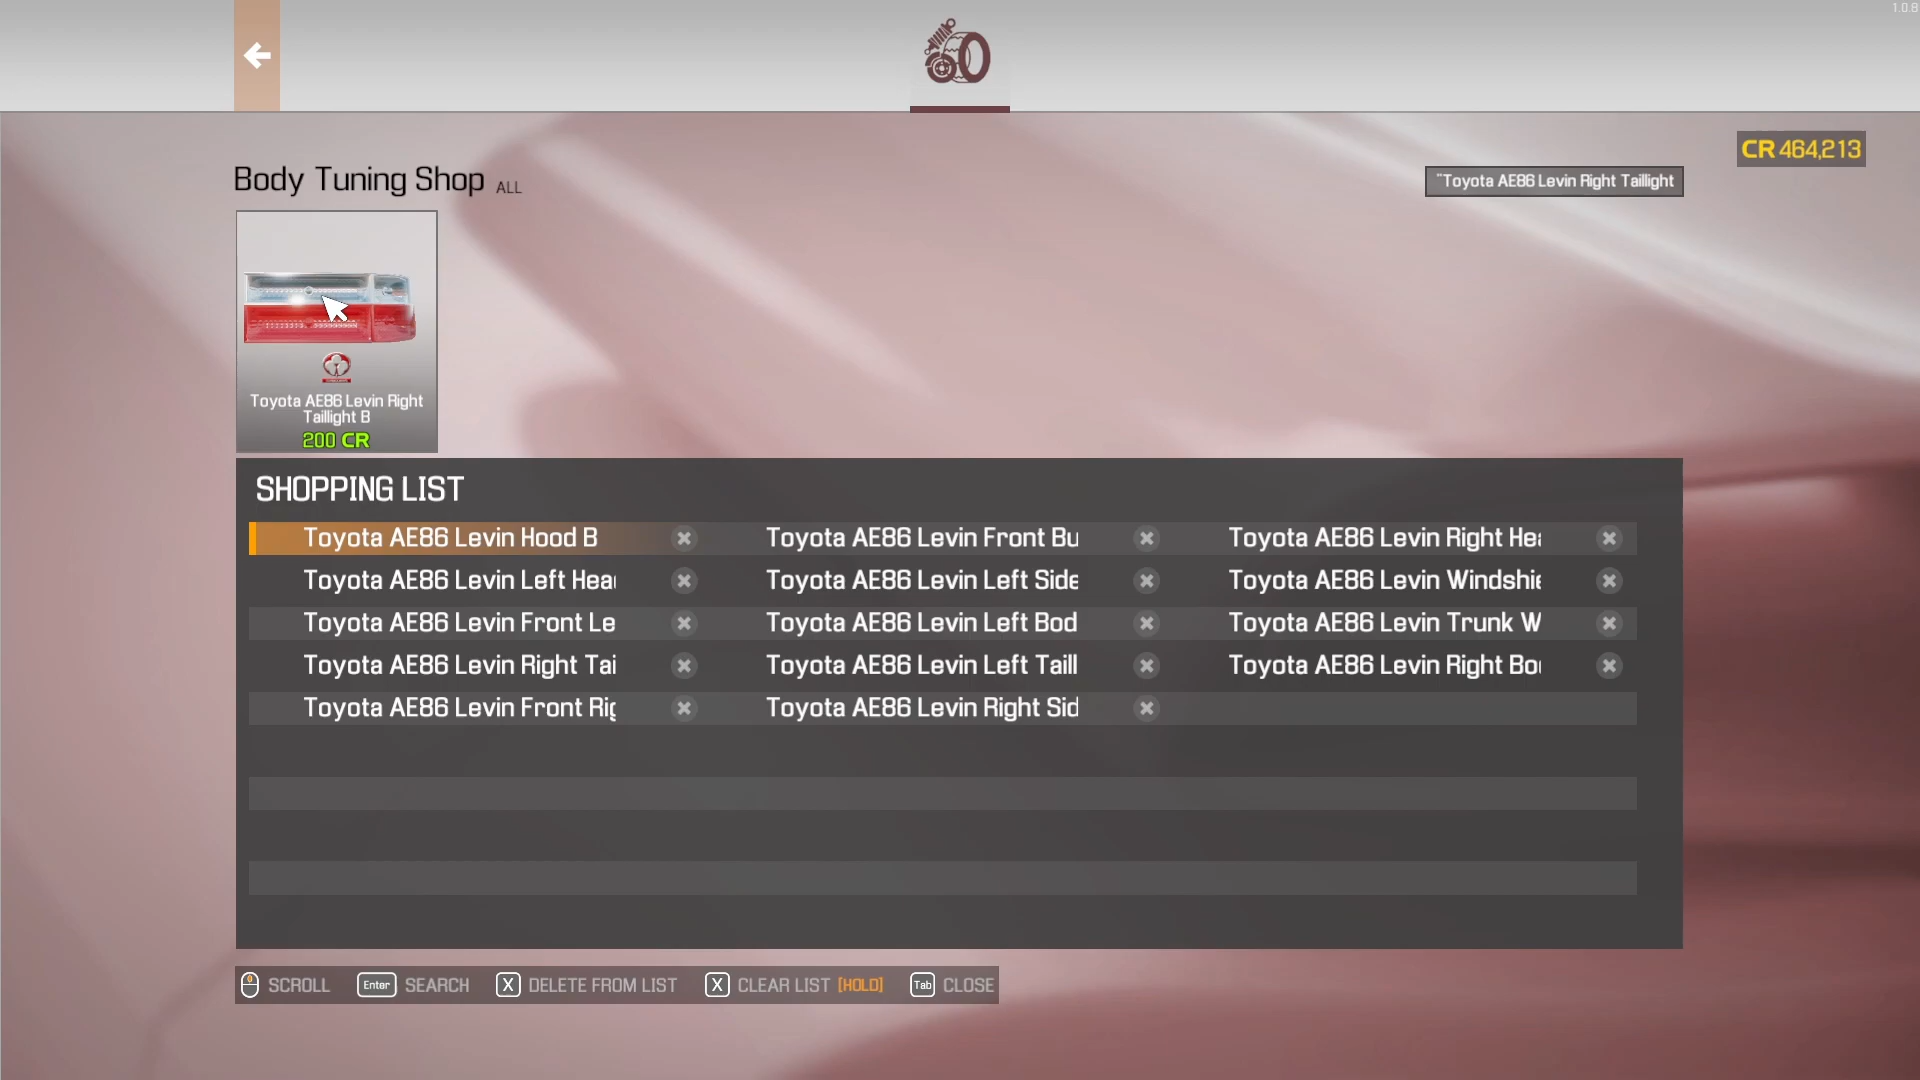 1.0.8
CR 464,213
Body Tuning Shop ALL
"Toyota AE86 Levin Right Taillight
Toyota AE86 Levin Right
Taillight B
200 CR
SHOPPING LIST
Toyota AE86 Levin Hood B
Toyota AE86 Levin Front Bu
Toyota AE86 Levin Right Hea
Toyota AE86 Levin Left Hea
Toyota AE86 Levin Left Side
Toyota AE86 Levin Windshie
Toyota AE86 Levin Front Le
Toyota AE86 Levin Left Bod
Toyota AE86 Levin Trunk W
Toyota AE86 Levin Right Tai
Toyota AE86 Levin Left Taill
Toyota AE86 Levin Right Bo
Toyota AE86 Levin Front Rig
Toyota AE86 Levin Right Sid
SCROLL Enter SEARCH X DELETE FROM LIST X CLEAR LIST [HOLD] Tab CLOSE